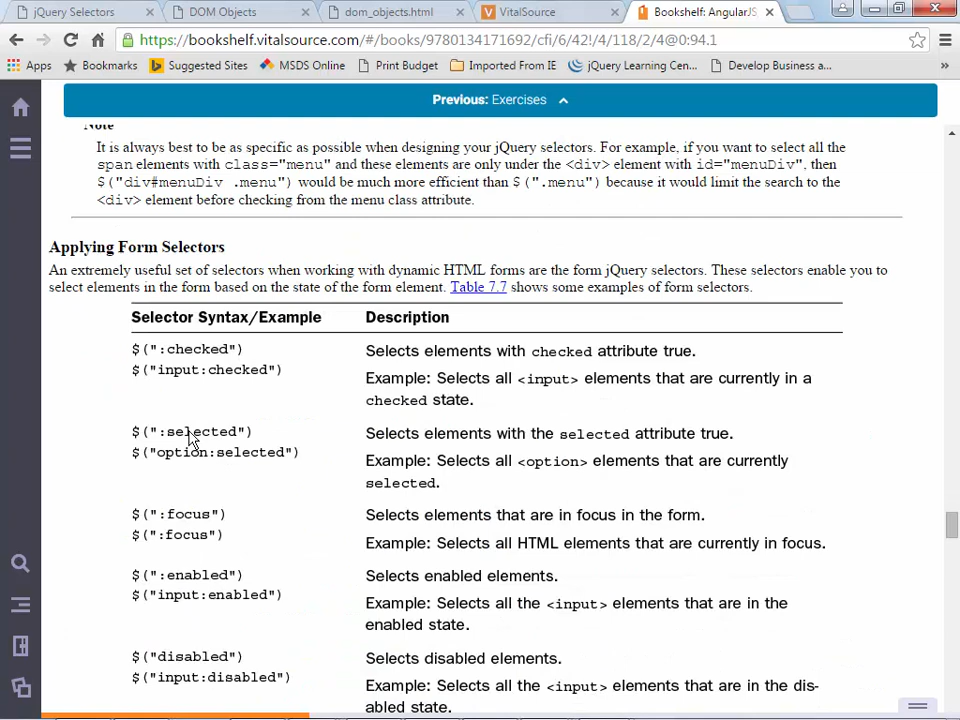 jQuery Selectors
DOM Objects
dom_objects.html
VitalSource
Bookshelf: AngularJS,
https://bookshelf.vitalsource.com/#/books/9780134171692/cfi/6/42!/4/118/2/4@0:94.1
Apps
Bookmarks
Suggested Sites
MSDS Online
Print Budget
Imported From IE
jQuery Learning Cen...
Develop Business a...
»
Previous: Exercises
Note
It is always best to be as specific as possible when designing your jQuery selectors. For example, if you want to select all the
span elements with class="menu" and these elements are only under the <div> element with id="menuDiv", then
$("div#menuDiv .menu") would be much more efficient than $(".menu") because it would limit the search to the
<div> element before checking from the menu class attribute.
Applying Form Selectors
An extremely useful set of selectors when working with dynamic HTML forms are the form jQuery selectors. These selectors enable you to
select elements in the form based on the state of the form element. Table 7.7 shows some examples of form selectors.
Selector Syntax/Example Description
$(":checked") Selects elements with checked attribute true.
$("input:checked") Example: Selects all <input> elements that are currently in a
checked state.
$(":selected") Selects elements with the selected attribute true.
$("option:selected") Example: Selects all <option> elements that are currently
selected.
$(":focus") Selects elements that are in focus in the form.
$(":focus") Example: Selects all HTML elements that are currently in focus.
$(":enabled") Selects enabled elements.
$("input:enabled") Example: Selects all the <input> elements that are in the
enabled state.
$("disabled") Selects disabled elements.
$("input:disabled") Example: Selects all the <input> elements that are in the dis-
abled state.